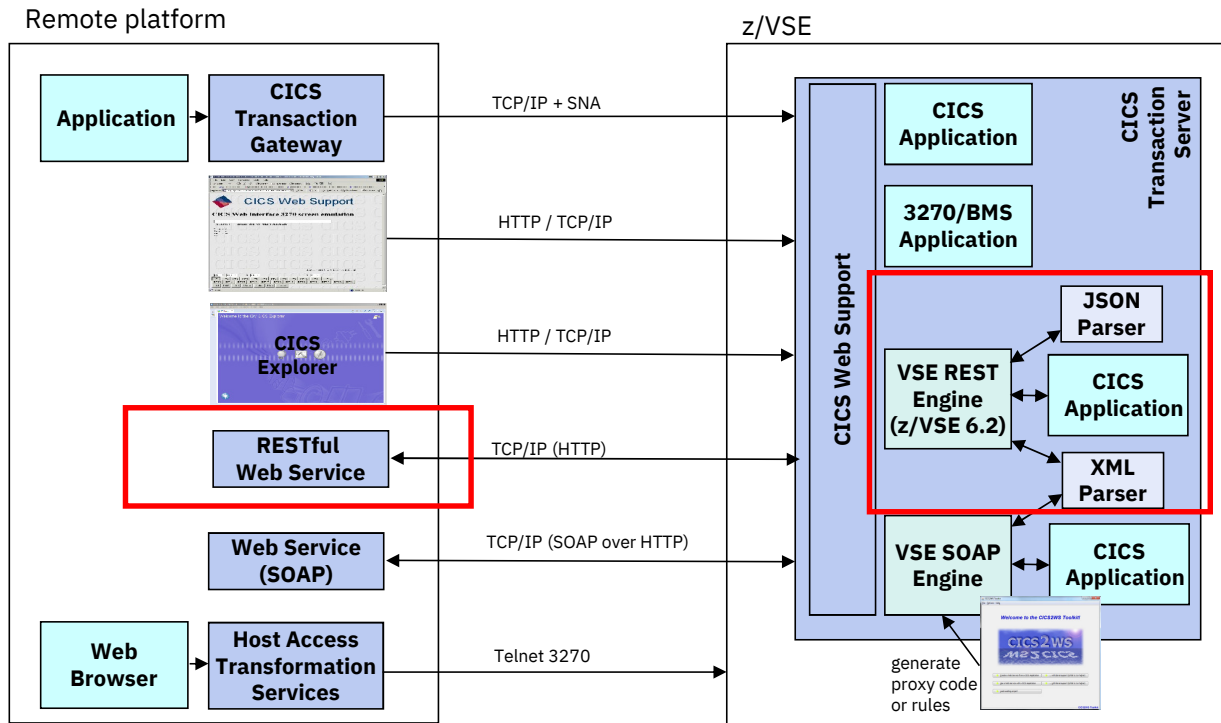 Remote platform
z/VSE
Application
CICS
Transaction
Gateway
TCP/IP + SNA
CICS
Application
CICS
Transaction
Server
CICS Web Support
CICS Web Interface 3270 screen emulation
HTTP / TCP/IP
3270/BMS
Application
CICS Web Support
CICS
Explorer
HTTP / TCP/IP
JSON
Parser
VSE REST
Engine
(z/VSE 6.2)
CICS
Application
RESTful
Web Service
TCP/IP (HTTP)
XML
Parser
Web Service
(SOAP)
TCP/IP (SOAP over HTTP)
VSE SOAP
Engine
CICS
Application
Web
Browser
Host Access
Transformation
Services
Telnet 3270
generate
proxy code
or rules
Welcome to the CICS2WS Toolkit!
CICS2WS